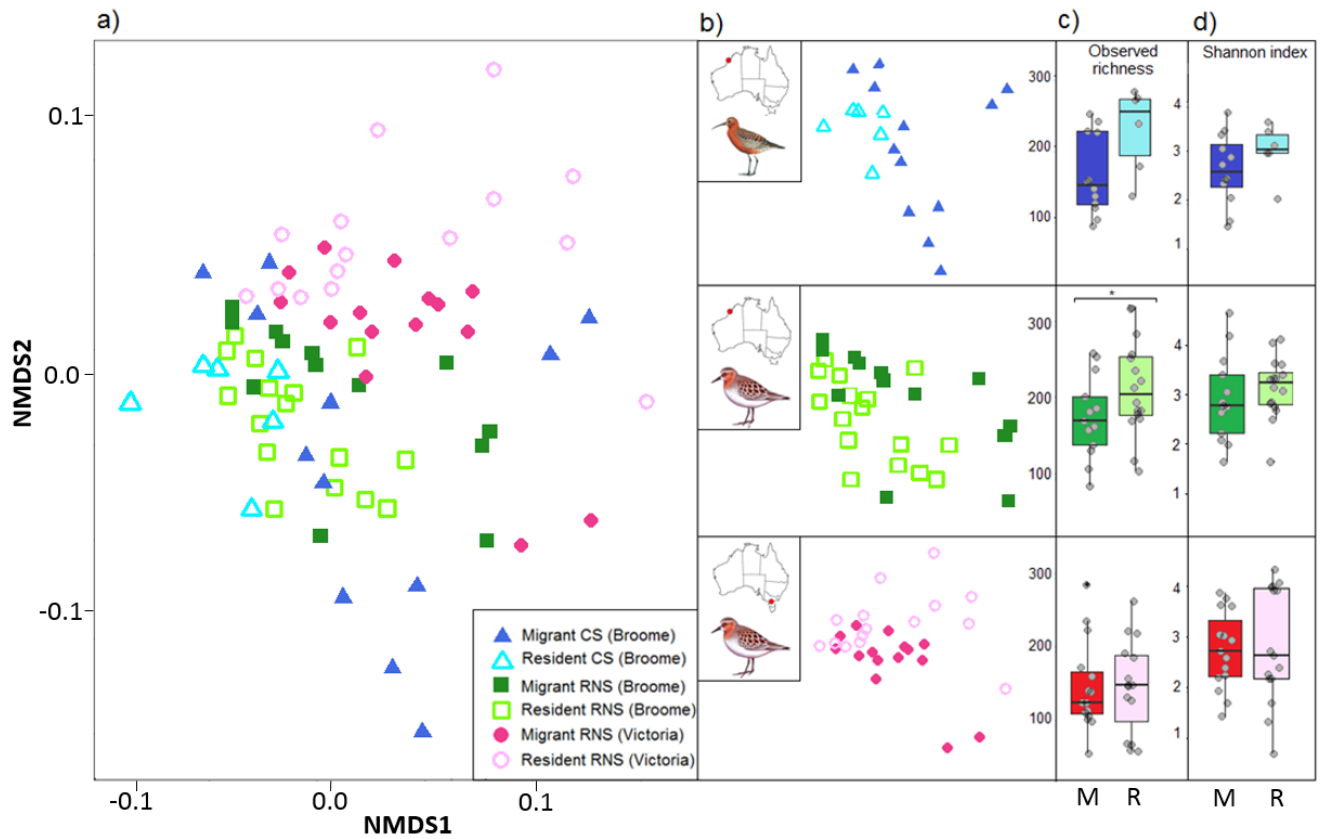 a)
b)
c)
d)
NMDS2
0.1
0.0
-0.1
-0.1
0.0
0.1
NMDS1
Migrant CS (Broome)
Resident CS (Broome)
Migrant RNS (Broome)
Resident RNS (Broome)
Migrant RNS (Victoria)
Resident RNS (Victoria)
Observed
richness
300
200
100
Shannon index
4
3
2
1
*
300
200
100
4
3
2
1
300
200
100
4
3
2
1
M R
M R